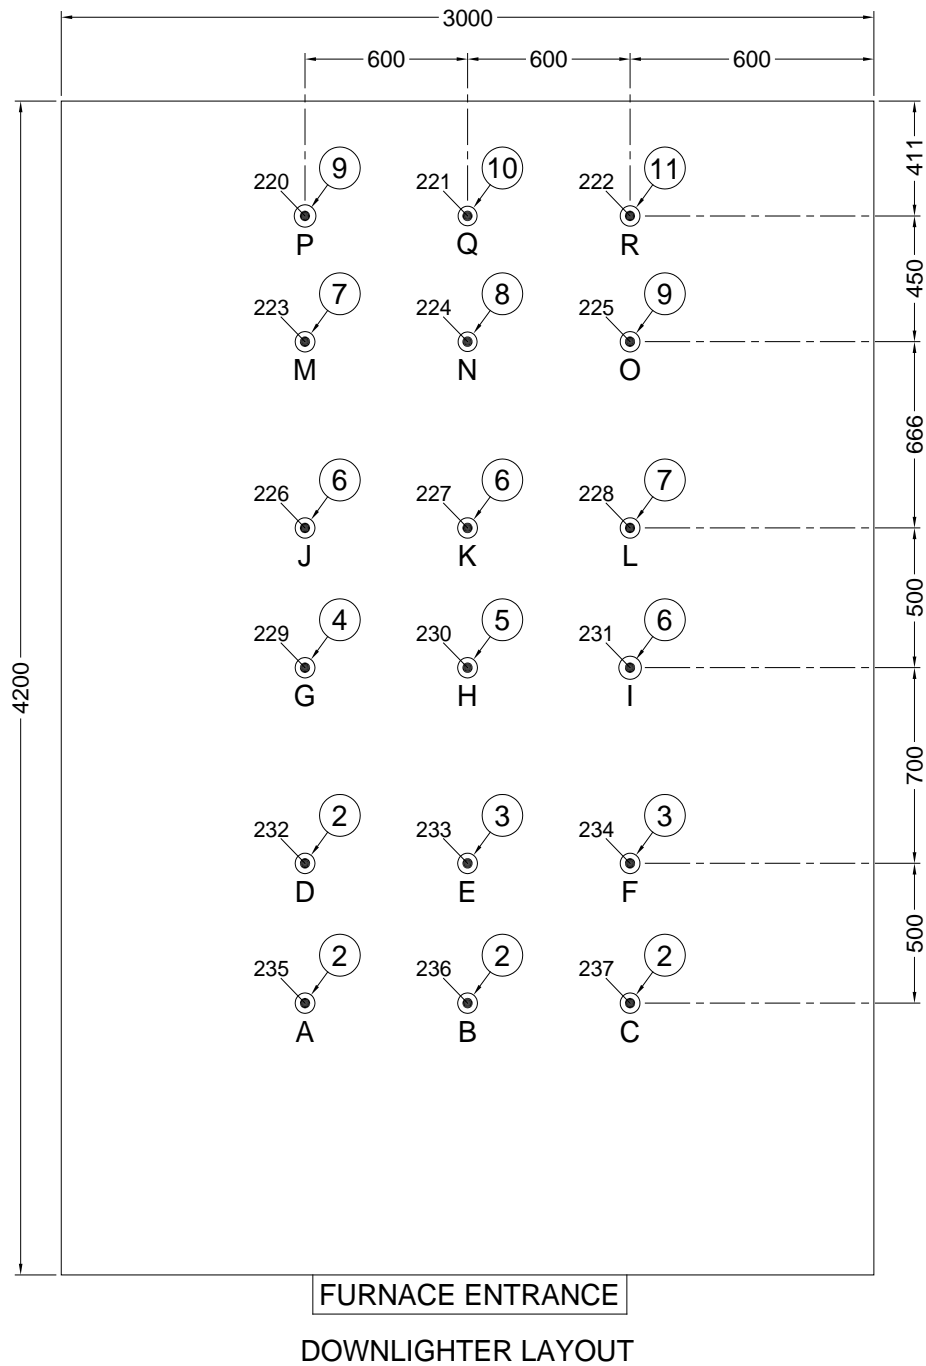 3000
600 600 600
411
220 9 221 10 222 11
P Q R
450
223 7 224 8 225 9
M N O
666
226 6 227 6 228 7
J K L
500
229 4 230 5 231 6
G H I
4200
700
232 2 233 3 234 3
D E F
500
235 2 236 2 237 2
A B C
FURNACE ENTRANCE
DOWNLIGHTER LAYOUT